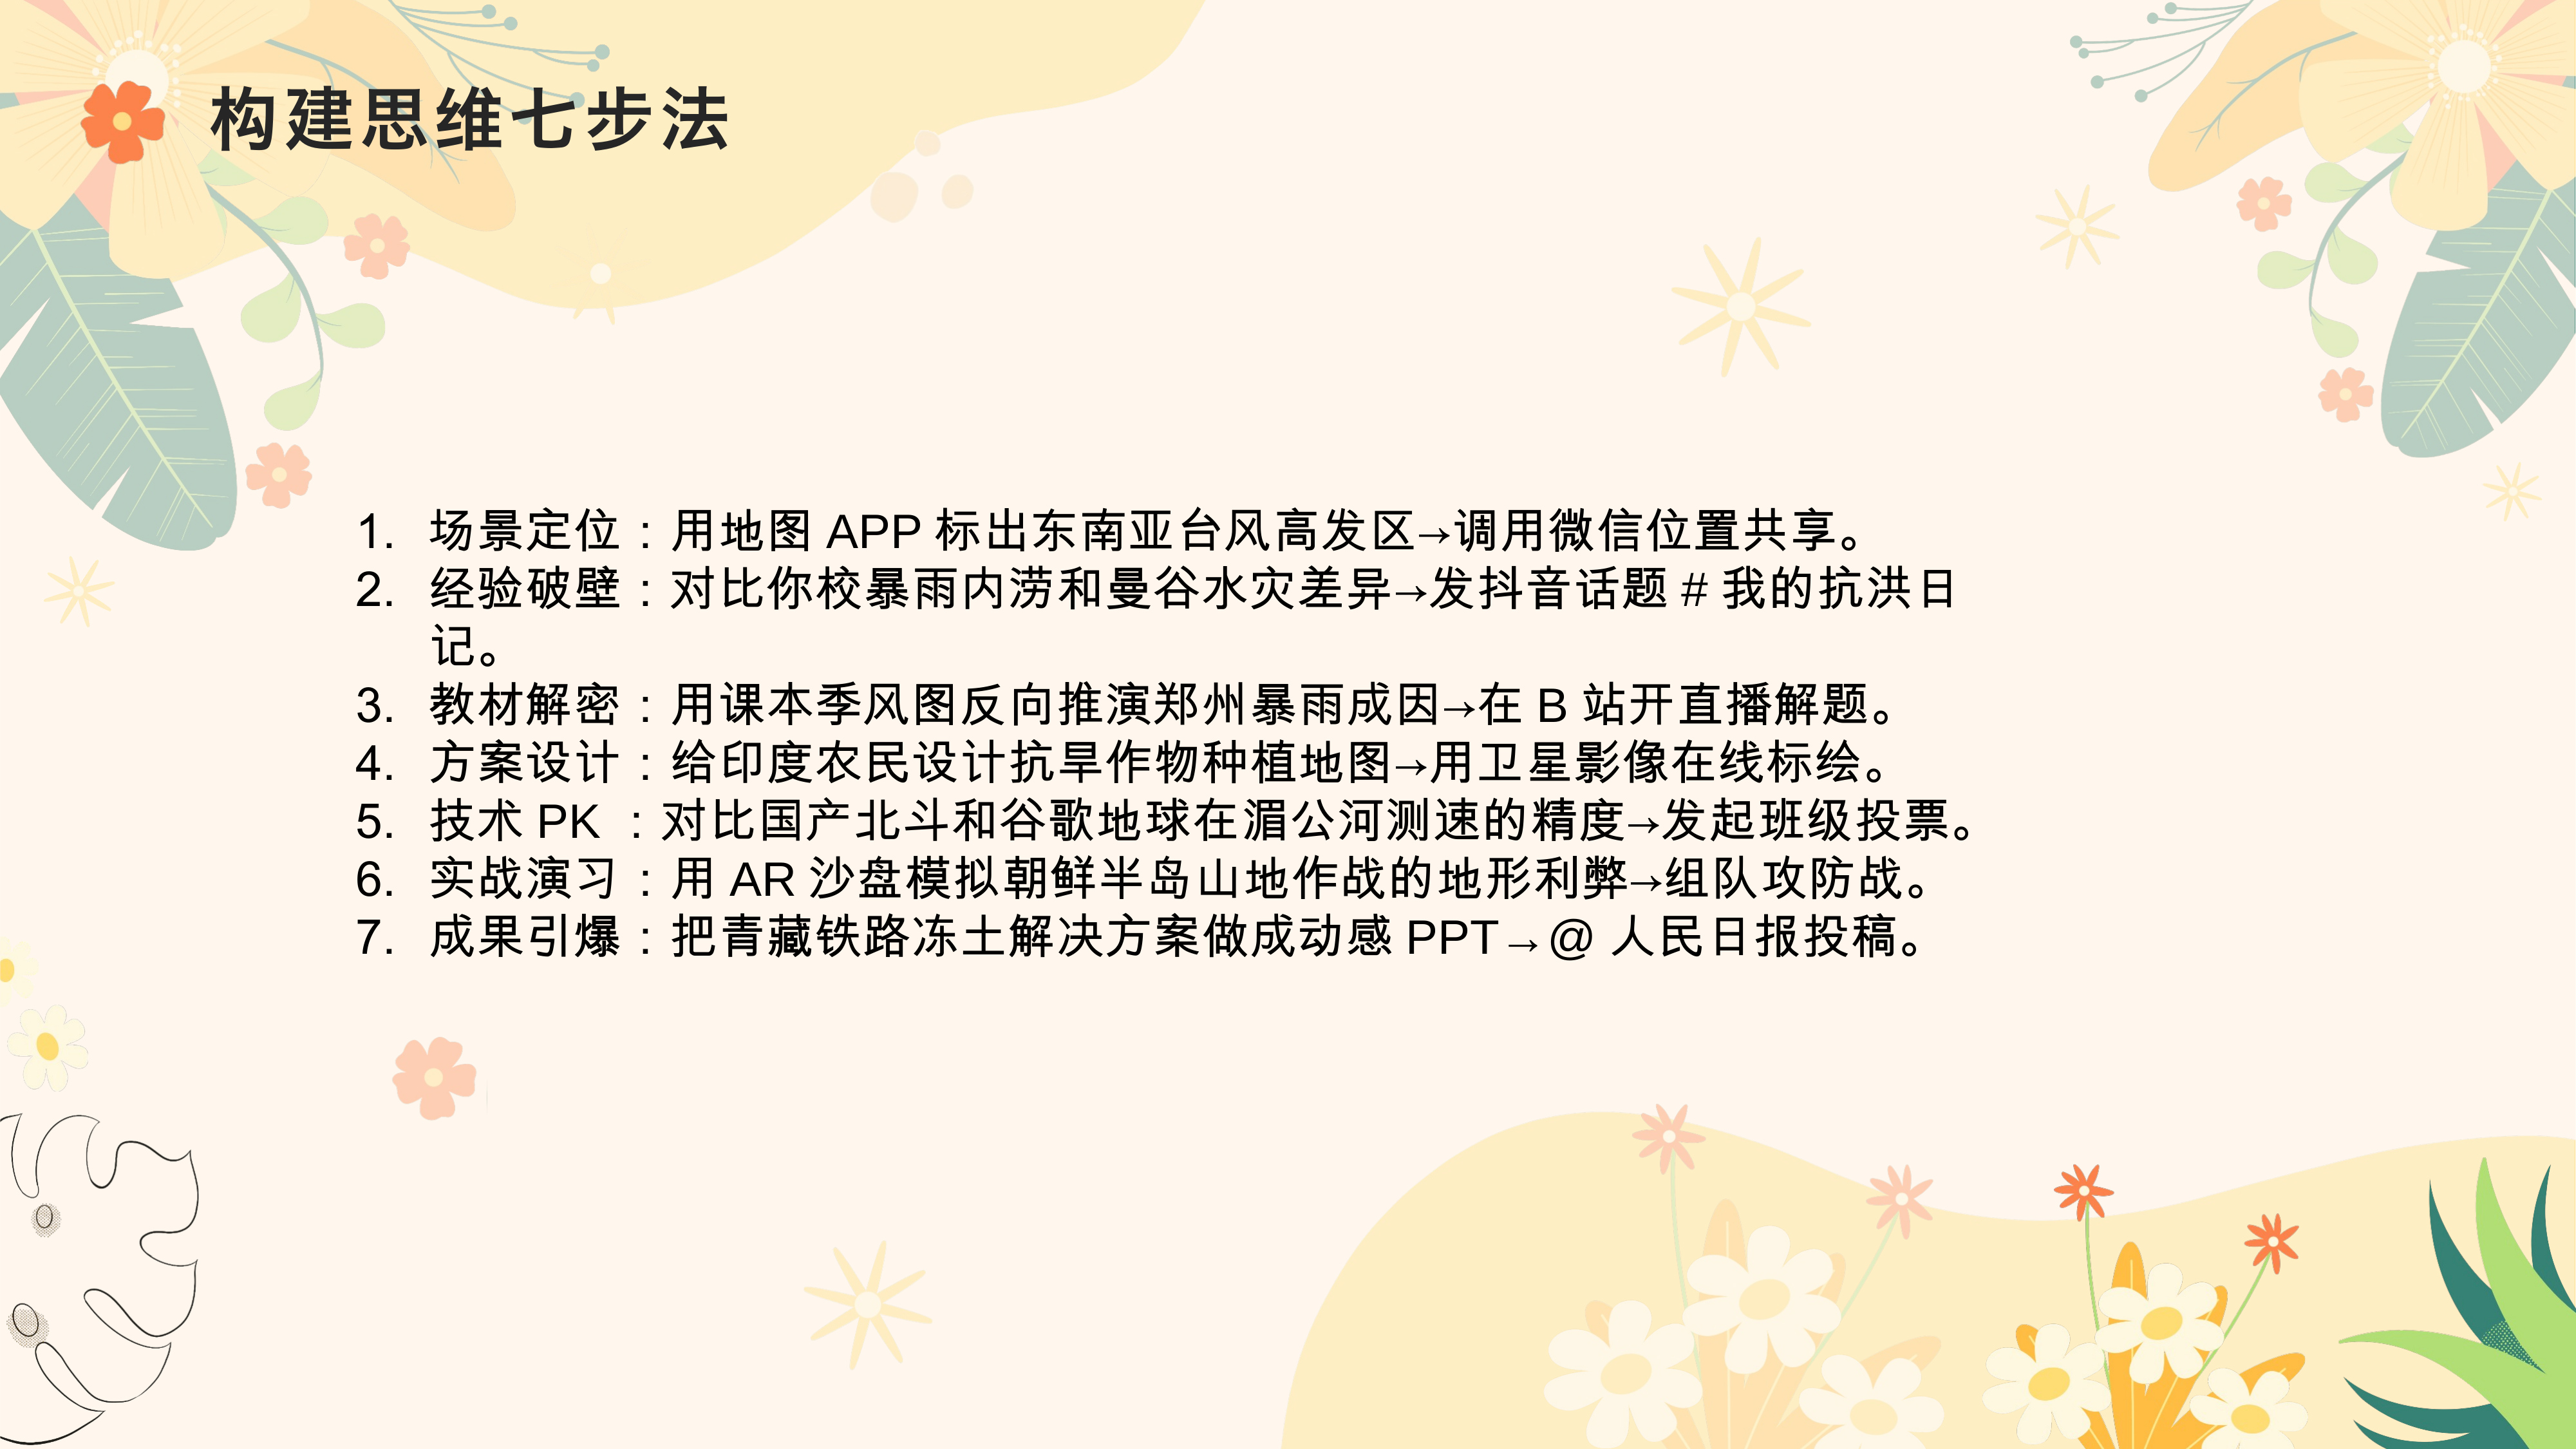 构建思维七步法
1. 场景定位：用地图 APP 标出东南亚台风高发区→调用微信位置共享。
2. 经验破壁：对比你校暴雨内涝和曼谷水灾差异→发抖音话题 # 我的抗洪日
记。
3. 教材解密：用课本季风图反向推演郑州暴雨成因→在 B 站开直播解题。
4. 方案设计：给印度农民设计抗旱作物种植地图→用卫星影像在线标绘。
5. 技术 PK ：对比国产北斗和谷歌地球在湄公河测速的精度→发起班级投票。
6. 实战演习：用 AR 沙盘模拟朝鲜半岛山地作战的地形利弊→组队攻防战。
7. 成果引爆：把青藏铁路冻土解决方案做成动感 PPT→@ 人民日报投稿。